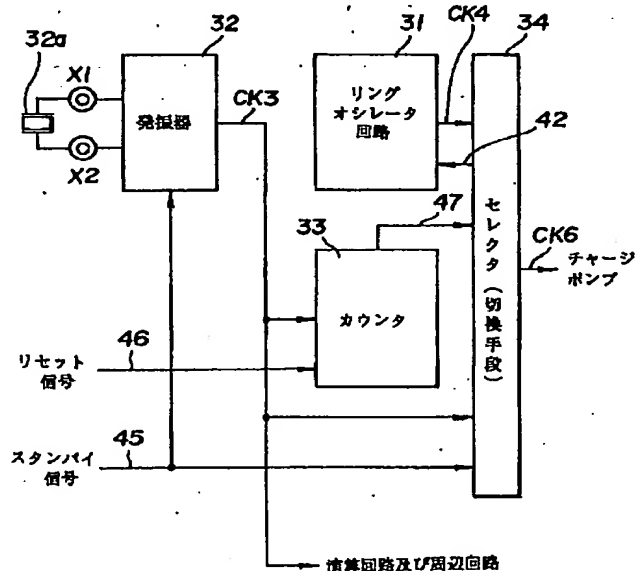 32
31
CK4
34
32a
X1
X2
発振器
CK3
リング
オシレータ
回路
42
47
セレクタ(切換手段)
CK6
チャージ
ポンプ
33
カウンタ
46
リセット
信号
45
スタンバイ
信号
演算回路及び周辺回路